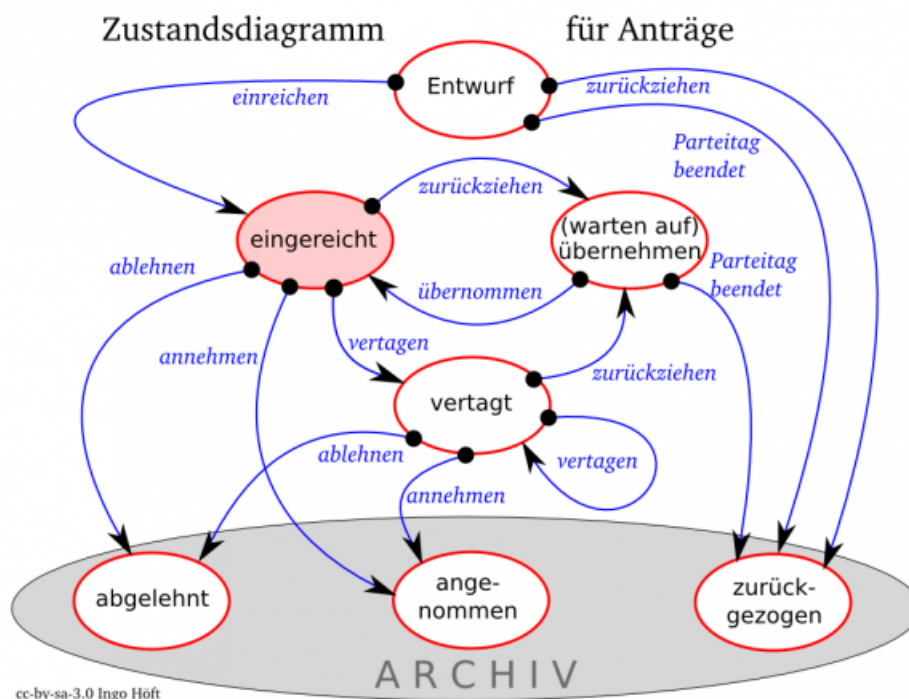 Zustandsdiagramm für Anträge
Entwurf
einreichen
zurückziehen
Parteitag
beendet
zurückziehen
eingereicht
(warten auf)
übernehmen
ablehnen
übernommen
Parteitag
beendet
annehmen
vertagen
zurückziehen
vertagt
ablehnen
vertagen
annehmen
abgelehnt
ange-
nommen
zurück-
gezogen
ARCHIV
cc-by-sa-3.0 Ingo Höft